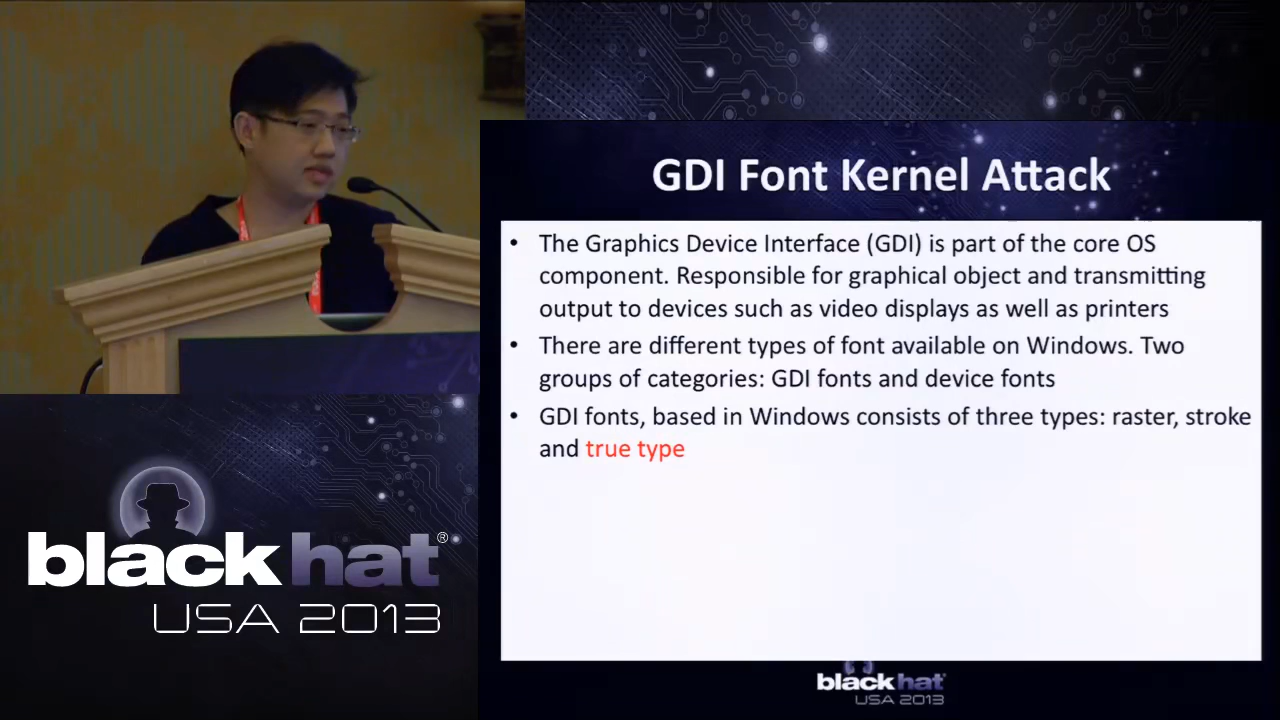 GDI Font Kernel Attack
• The Graphics Device Interface (GDI) is part of the core OS
component. Responsible for graphical object and transmitting
output to devices such as video displays as well as printers
• There are different types of font available on Windows. Two
groups of categories: GDI fonts and device fonts
• GDI fonts, based in Windows consists of three types: raster, stroke
and true type
black hat®
USA 2013
black hat
USA 2013